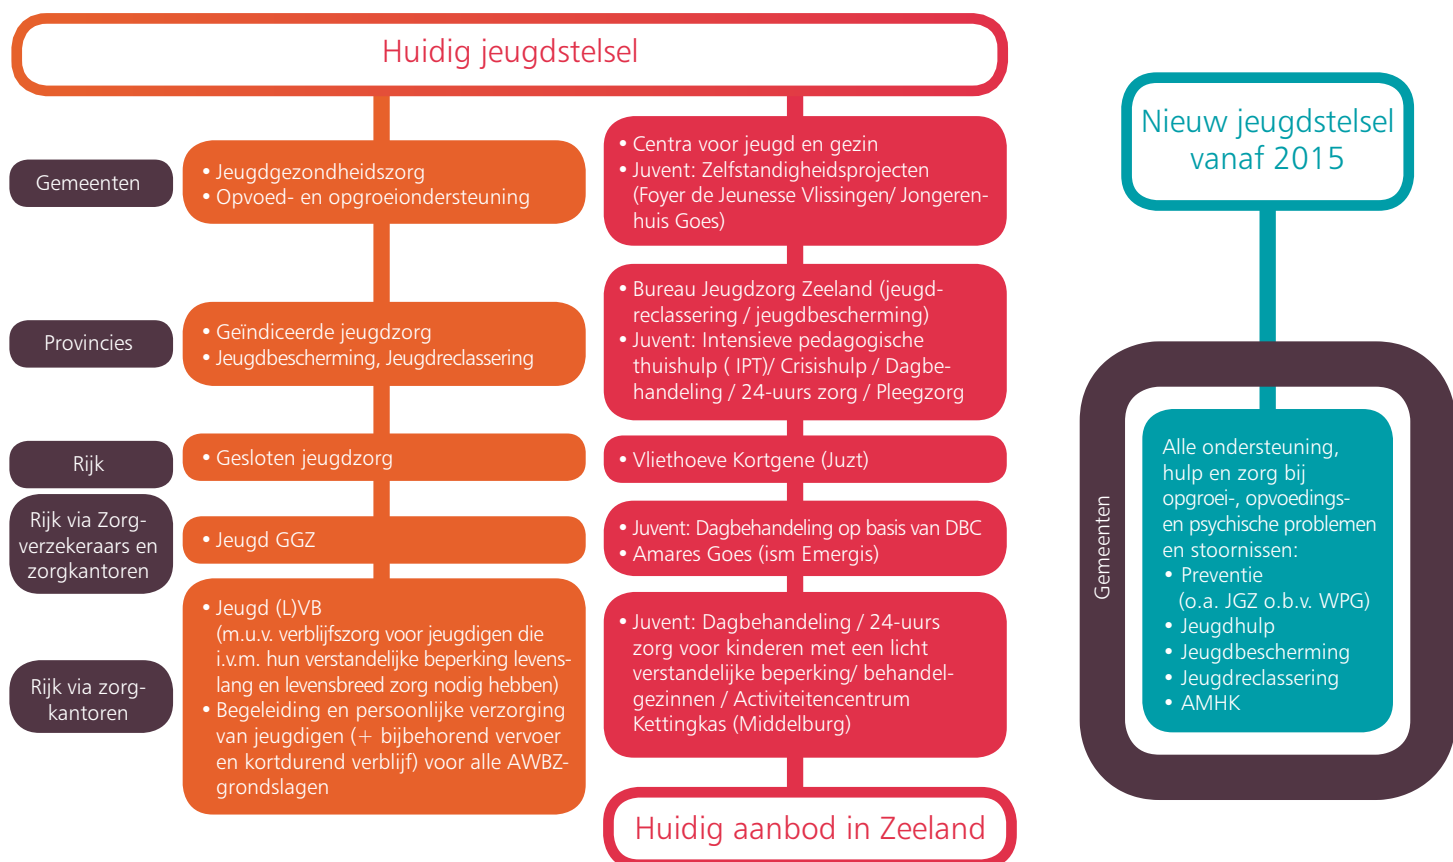 Huidig jeugdstelsel
Gemeenten
• Jeugdgezondheidszorg
• Opvoed- en opgroeiondersteuning
• Centra voor jeugd en gezin
• Juvent: Zelfstandigheidsprojecten
(Foyer de Jeunesse Vlissingen/ Jongeren-
huis Goes)
Provincies
• Geïndiceerde jeugdzorg
• Jeugdbescherming, Jeugdreclassering
• Bureau Jeugdzorg Zeeland (jeugd-
reclassering / jeugdbescherming)
• Juvent: Intensieve pedagogische
thuishulp ( IPT)/ Crisishulp / Dagbe-
handeling / 24-uurs zorg / Pleegzorg
Rijk
• Gesloten jeugdzorg
• Vliethoeve Kortgene (Juzt)
Rijk via Zorg-
verzekeraars en
zorgkantoren
• Jeugd GGZ
• Juvent: Dagbehandeling op basis van DBC
• Amares Goes (ism Emergis)
Rijk via zorg-
kantoren
• Jeugd (L)VB
(m.u.v. verblijfszorg voor jeugdigen die
i.v.m. hun verstandelijke beperking levens-
lang en levensbreed zorg nodig hebben)
• Begeleiding en persoonlijke verzorging
van jeugdigen (+ bijbehorend vervoer
en kortdurend verblijf) voor alle AWBZ-
grondslagen
• Juvent: Dagbehandeling / 24-uurs
zorg voor kinderen met een licht
verstandelijke beperking/ behandel-
gezinnen / Activiteitencentrum
Kettingkas (Middelburg)
Huidig aanbod in Zeeland
Nieuw jeugdstelsel
vanaf 2015
Gemeenten
Alle ondersteuning,
hulp en zorg bij
opgroei-, opvoedings-
en psychische problemen
en stoornissen:
• Preventie
(o.a. JGZ o.b.v. WPG)
• Jeugdhulp
• Jeugdbescherming
• Jeugdreclassering
• AMHK